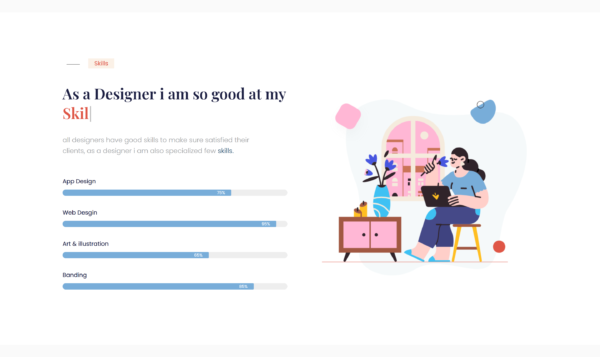 Skills
As a Designer i am so good at my
Skil|
all designers have good skills to make sure satisfied their
clients, as a designer i am also specialized few skills.
App Design
75%
Web Desgin
95%
Art & illustration
65%
Banding
85%